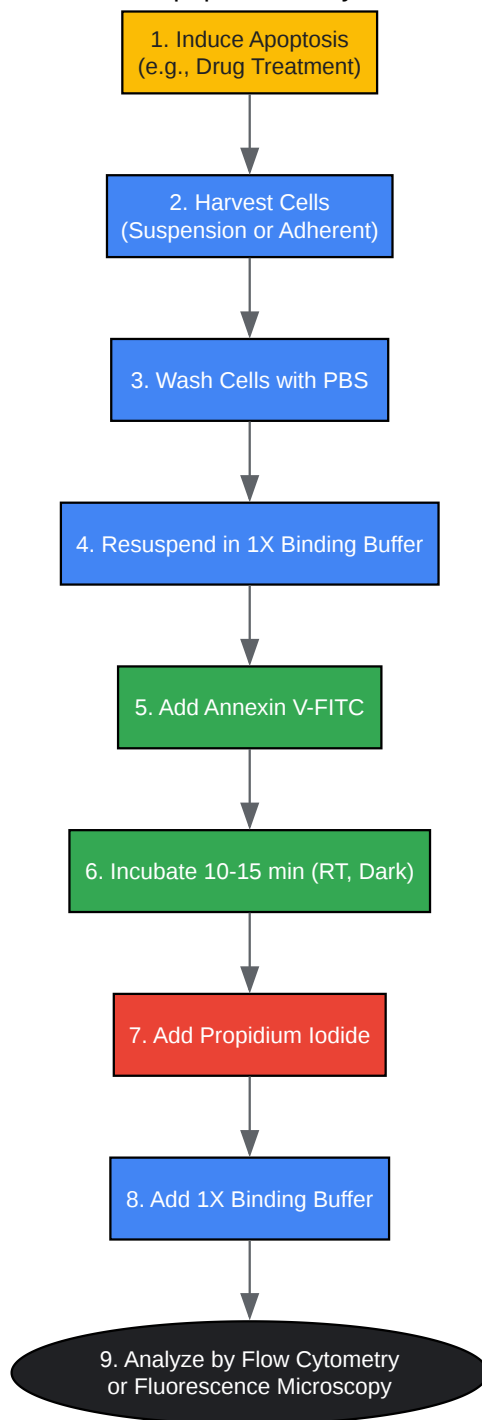 1. Induce Apoptosis
(e.g., Drug Treatment)
2. Harvest Cells
(Suspension or Adherent)
3. Wash Cells with PBS
4. Resuspend in 1X Binding Buffer
5. Add Annexin V-FITC
6. Incubate 10-15 min (RT, Dark)
7. Add Propidium Iodide
8. Add 1X Binding Buffer
9. Analyze by Flow Cytometry
or Fluorescence Microscopy